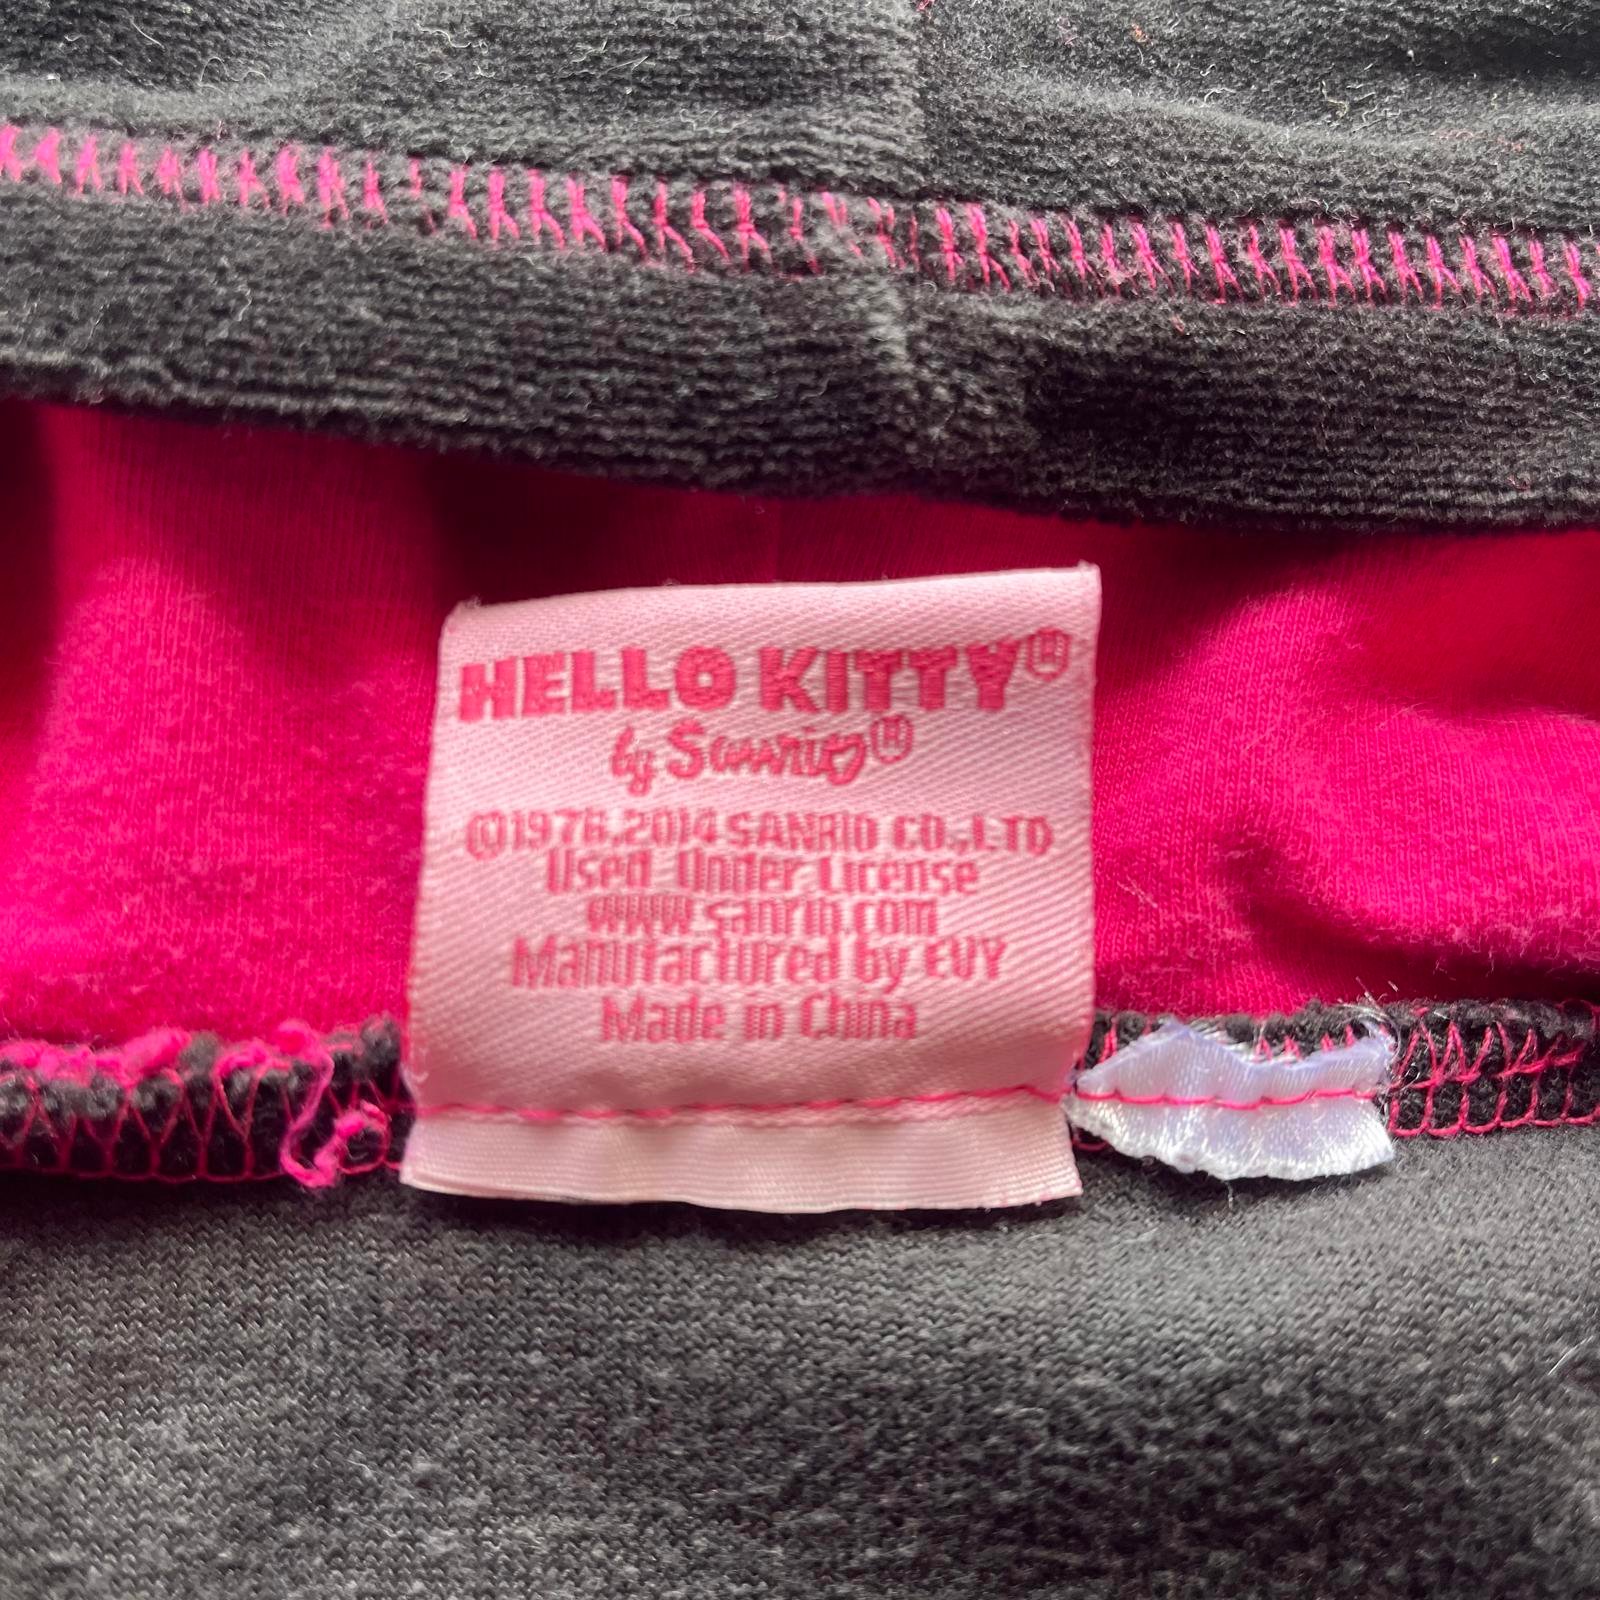 HELLO KITTY®
by Sanrio®
©1976,2014 SANRIO CO.,LTD
Used Under License
www.sanrio.com
Manufactured by EVY
Made in China